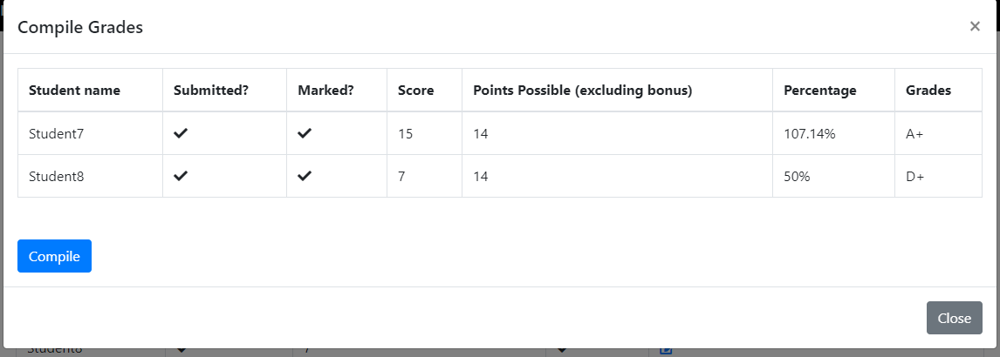 Compile Grades ×
Student name Submitted? Marked? Score Points Possible (excluding bonus) Percentage Grades
Student7 ✔ ✔ 15 14 107.14% A+
Student8 ✔ ✔ 7 14 50% D+
Compile
Close